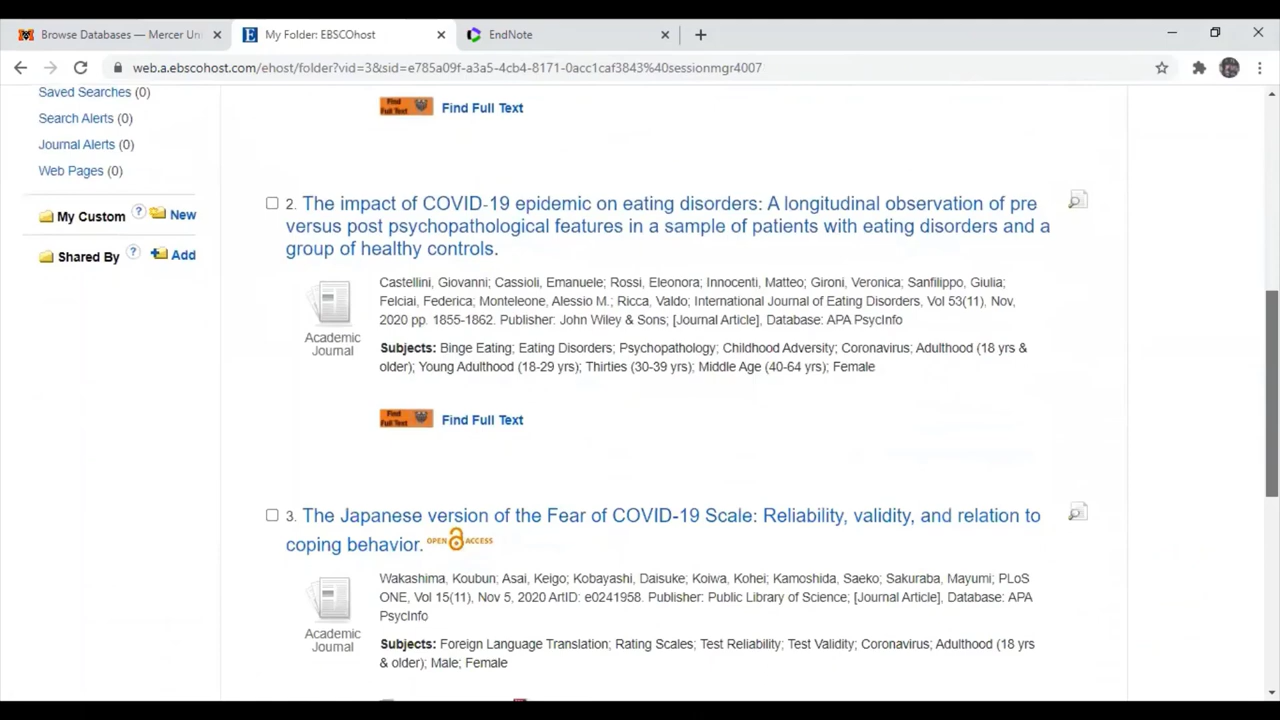 Browse Databases — Mercer Uni
My Folder: EBSCOhost
EndNote
web.a.ebscohost.com/ehost/folder?vid=3&sid=e785a09f-a3a5-4cb4-8171-0acc1caf3843%40sessionmgr4007
Saved Searches (0)
Search Alerts (0)
Journal Alerts (0)
Web Pages (0)
My Custom ? New
Shared By ? Add
Find Full Text Find Full Text
2. The impact of COVID-19 epidemic on eating disorders: A longitudinal observation of pre
versus post psychopathological features in a sample of patients with eating disorders and a
group of healthy controls.
Academic
Journal
Castellini, Giovanni; Cassioli, Emanuele; Rossi, Eleonora; Innocenti, Matteo; Gironi, Veronica; Sanfilippo, Giulia;
Felciai, Federica; Monteleone, Alessio M.; Ricca, Valdo; International Journal of Eating Disorders, Vol 53(11), Nov,
2020 pp. 1855-1862. Publisher: John Wiley & Sons; [Journal Article], Database: APA PsycInfo
Subjects: Binge Eating; Eating Disorders; Psychopathology; Childhood Adversity; Coronavirus; Adulthood (18 yrs &
older); Young Adulthood (18-29 yrs); Thirties (30-39 yrs); Middle Age (40-64 yrs); Female
Find Full Text Find Full Text
3. The Japanese version of the Fear of COVID-19 Scale: Reliability, validity, and relation to
coping behavior. OPEN ACCESS
Academic
Journal
Wakashima, Koubun; Asai, Keigo; Kobayashi, Daisuke; Koiwa, Kohei; Kamoshida, Saeko; Sakuraba, Mayumi; PLoS
ONE, Vol 15(11), Nov 5, 2020 ArtID: e0241958. Publisher: Public Library of Science; [Journal Article], Database: APA
PsycInfo
Subjects: Foreign Language Translation; Rating Scales; Test Reliability; Test Validity; Coronavirus; Adulthood (18 yrs
& older); Male; Female